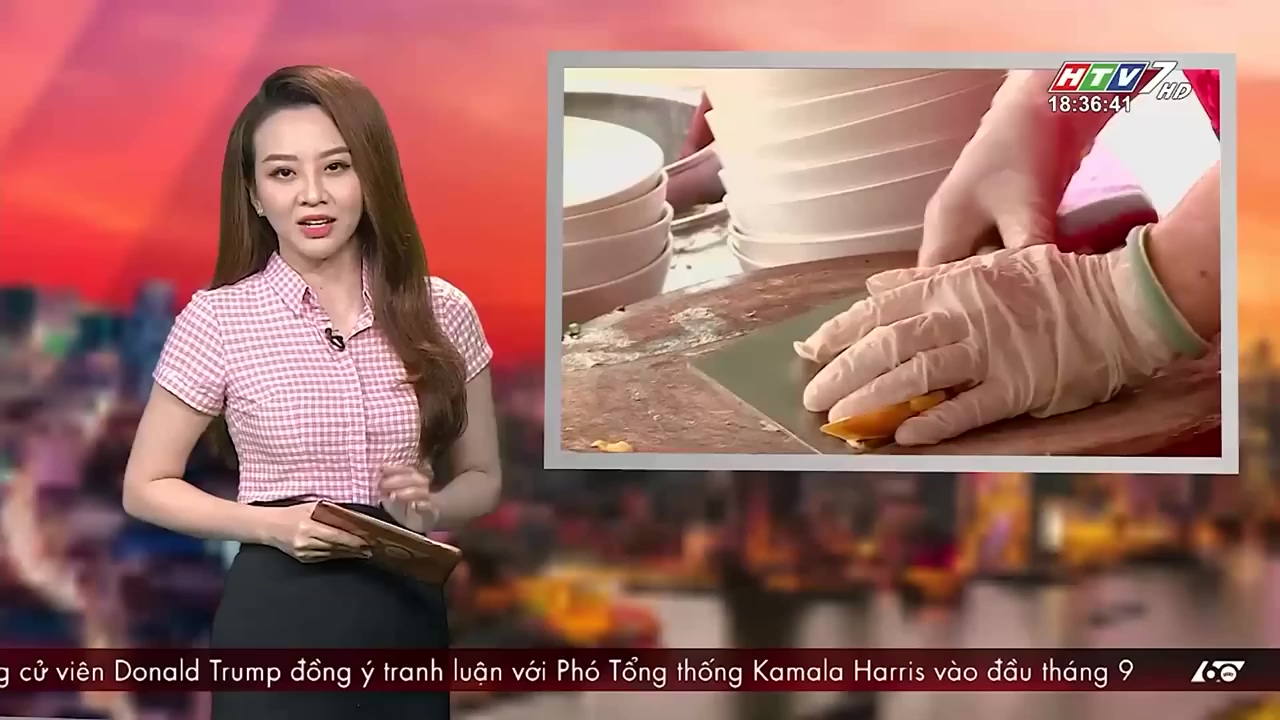 HTV7 HD
18:36:41
g cử viên Donald Trump đồng ý tranh luận với Phó Tổng thống Kamala Harris vào đầu tháng 9
60